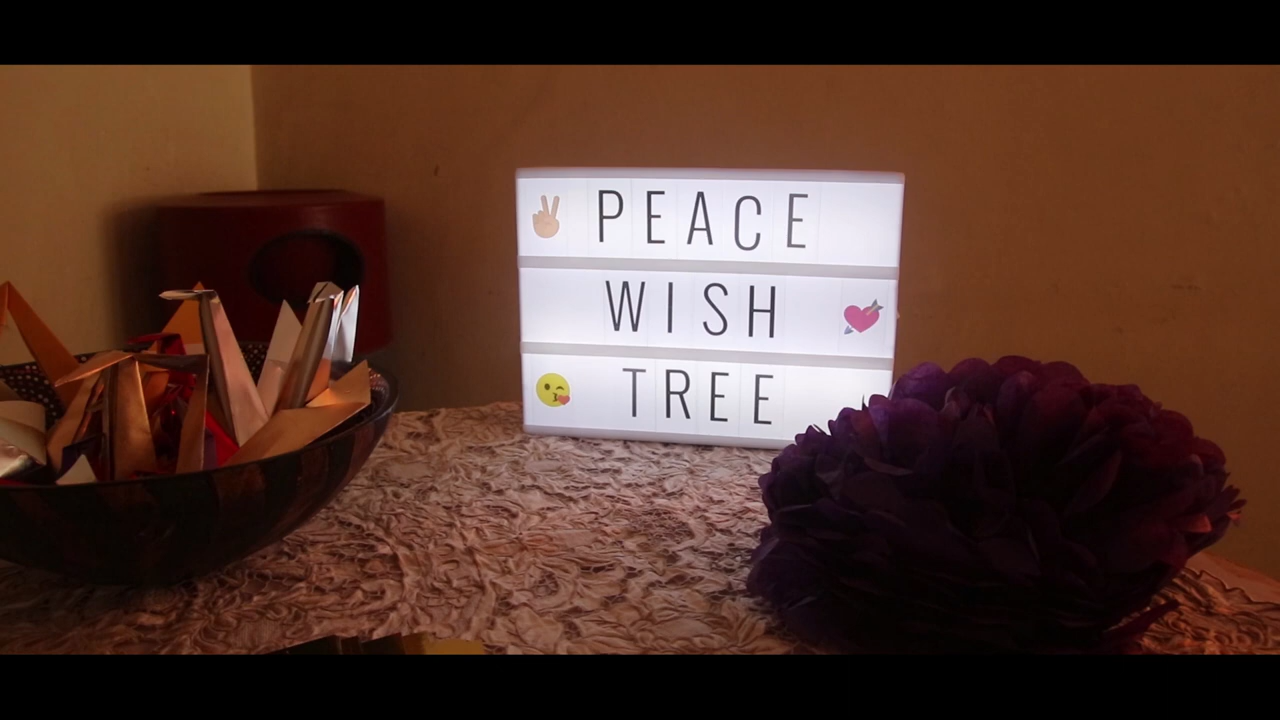 ✌🏼 PEACE
WISH 💘
😘 TREE